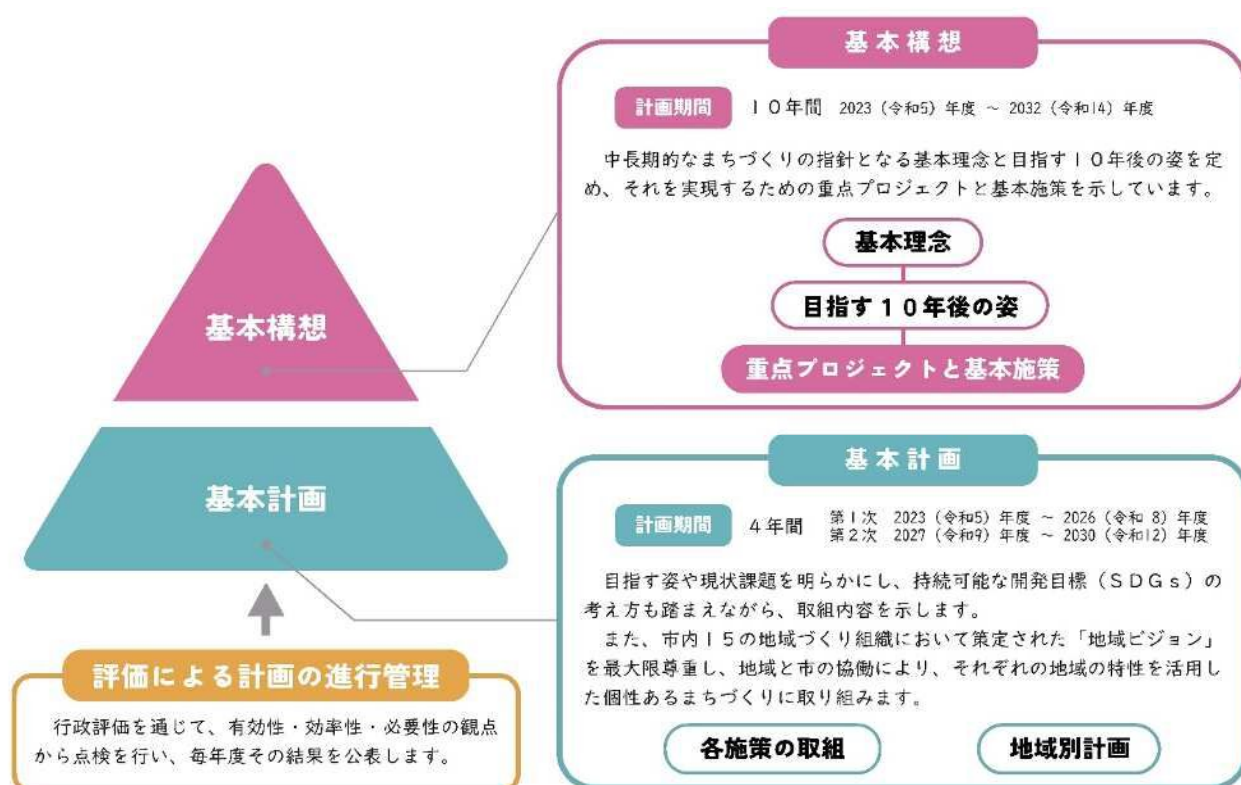 基本構想
計画期間 10年間 2023(令和5)年度 ～ 2032(令和14)年度
中長期的なまちづくりの指針となる基本理念と目指す10年後の姿を定
め、それを実現するための重点プロジェクトと基本施策を示しています。
基本理念
目指す10年後の姿
重点プロジェクトと基本施策
基本構想
基本計画
基本計画
計画期間 4年間
第1次 2023(令和5)年度 ～ 2026(令和 8)年度
第2次 2027(令和9)年度 ～ 2030(令和12)年度
目指す姿や現状課題を明らかにし、持続可能な開発目標(SDGs)の
考え方も踏まえながら、取組内容を示します。
また、市内15の地域づくり組織において策定された「地域ビジョン」
を最大限尊重し、地域と市の協働により、それぞれの地域の特性を活用し
た個性あるまちづくりに取り組みます。
各施策の取組
地域別計画
評価による計画の進行管理
行政評価を通じて、有効性・効率性・必要性の観点
から点検を行い、毎年度その結果を公表します。